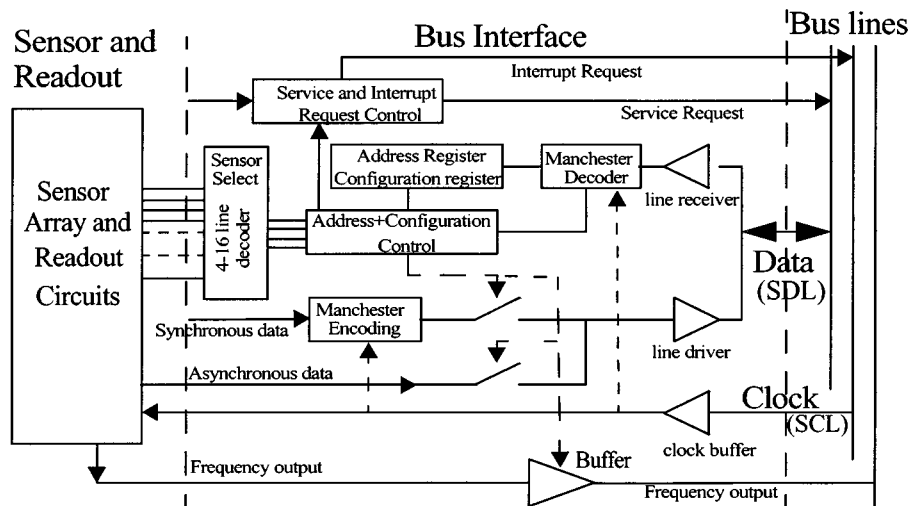 Sensor and
Readout
Bus Interface
Bus lines
Interrupt Request
Service and Interrupt
Request Control
Service Request
Sensor
Select
4-16 line
decoder
Address Register
Configuration register
Manchester
Decoder
line receiver
Sensor
Array and
Readout
Circuits
Address+Configuration
Control
Data
(SDL)
Synchronous data
Manchester
Encoding
line driver
Asynchronous data
Clock
(SCL)
clock buffer
Frequency output
Buffer
Frequency output